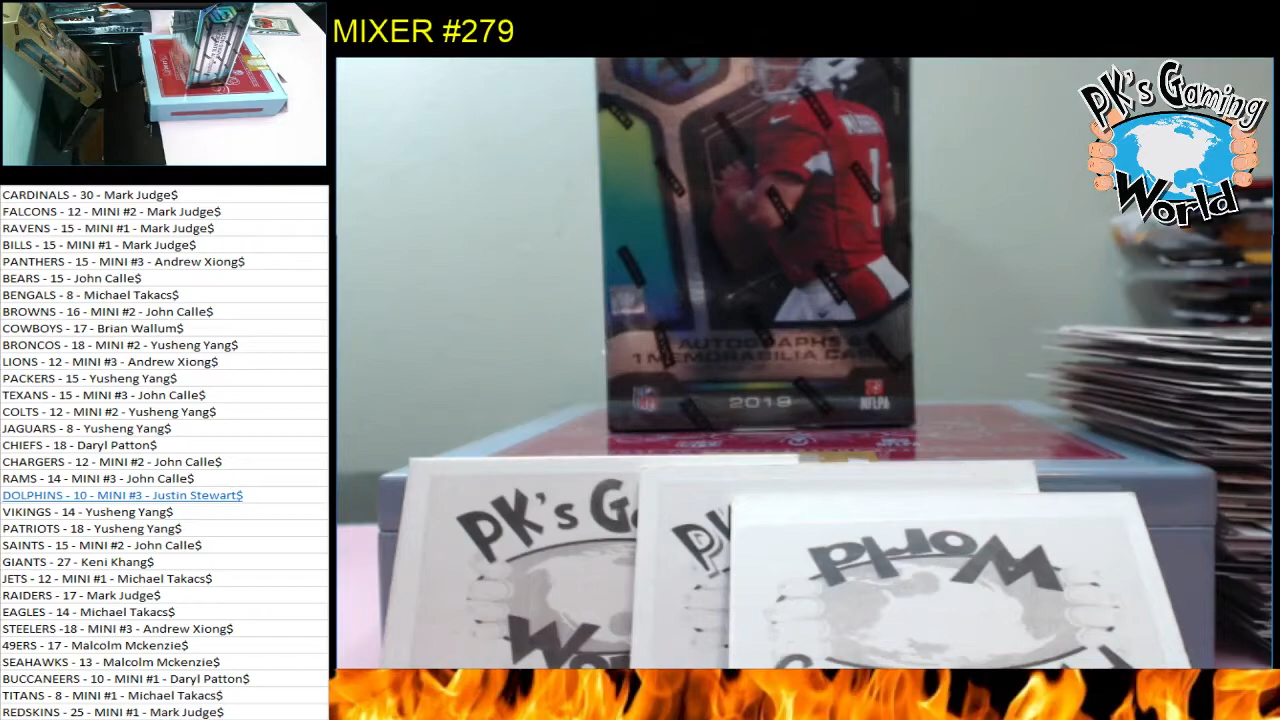 MIXER #279
PK's Gaming
World
CARDINALS - 30 - Mark Judge$
FALCONS - 12 - MINI #2 - Mark Judge$
RAVENS - 15 - MINI #1 - Mark Judge$
BILLS - 15 - MINI #1 - Mark Judge$
PANTHERS - 15 - MINI #3 - Andrew Xiong$
BEARS - 15 - John Calle$
BENGALS - 8 - Michael Takacs$
BROWNS - 16 - MINI #2 - John Calle$
COWBOYS - 17 - Brian Wallum$
BRONCOS - 18 - MINI #2 - Yusheng Yang$
LIONS - 12 - MINI #3 - Andrew Xiong$
PACKERS - 15 - Yusheng Yang$
TEXANS - 15 - MINI #3 - John Calle$
COLTS - 12 - MINI #2 - Yusheng Yang$
JAGUARS - 8 - Yusheng Yang$
CHIEFS - 18 - Daryl Patton$
CHARGERS - 12 - MINI #2 - John Calle$
RAMS - 14 - MINI #3 - John Calle$
DOLPHINS - 10 - MINI #3 - Justin Stewart$
VIKINGS - 14 - Yusheng Yang$
PATRIOTS - 18 - Yusheng Yang$
SAINTS - 15 - MINI #2 - John Calle$
GIANTS - 27 - Keni Khang$
JETS - 12 - MINI #1 - Michael Takacs$
RAIDERS - 17 - Mark Judge$
EAGLES - 14 - Michael Takacs$
STEELERS -18 - MINI #3 - Andrew Xiong$
49ERS - 17 - Malcolm Mckenzie$
SEAHAWKS - 13 - Malcolm Mckenzie$
BUCCANEERS - 10 - MINI #1 - Daryl Patton$
TITANS - 8 - MINI #1 - Michael Takacs$
REDSKINS - 25 - MINI #1 - Mark Judge$
1
AUTOGRAPHS
1 MEMORABILIA
NFL
2019
NFLPA
PK's
World